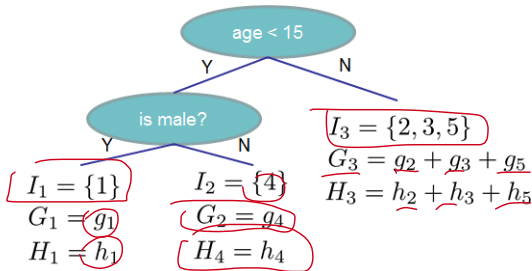 age < 15
Y
N
is male?
Y
N
I₁ = {1}
G₁ = g₁
H₁ = h₁
I₂ = {4}
G₂ = g₄
H₄ = h₄
I₃ = {2, 3, 5}
G₃ = g₂ + g₃ + g₅
H₃ = h₂ + h₃ + h₅